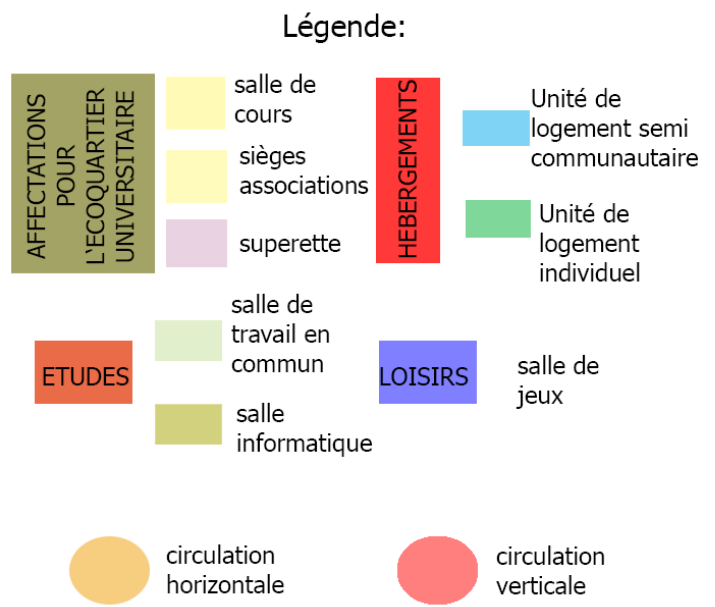 Légende:
AFFECTATIONS
POUR
L'ECOQUARTIER
UNIVERSITAIRE
salle de
cours
sièges
associations
superette
HEBERGEMENTS
Unité de
logement semi
communautaire
Unité de
logement
individuel
ETUDES
salle de
travail en
commun
salle
informatique
LOISIRS
salle de
jeux
circulation
horizontale
circulation
verticale